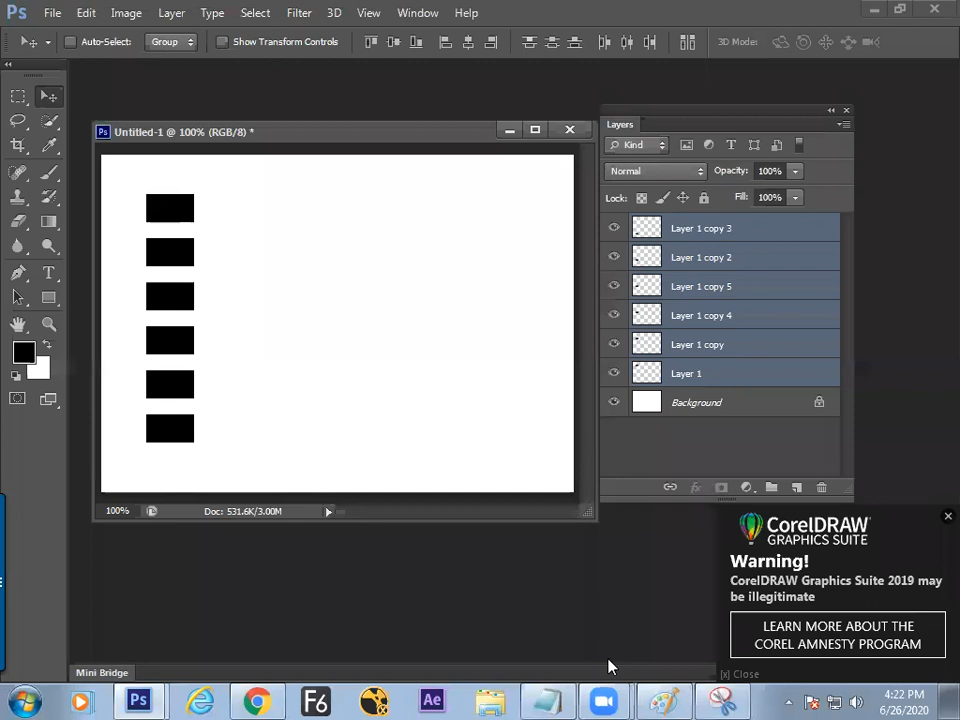 Ps File Edit Image Layer Type Select Filter 3D View Window Help
Auto-Select: Group Show Transform Controls 3D Mode:
Ps Untitled-1 @ 100% (RGB/8) *
Layers
Kind
Normal Opacity: 100%
Lock: Fill: 100%
Layer 1 copy 3
Layer 1 copy 2
Layer 1 copy 5
Layer 1 copy 4
Layer 1 copy
Layer 1
Background
100% Doc: 531.6K/3.00M
CorelDRAW
GRAPHICS SUITE
Warning!
CorelDRAW Graphics Suite 2019 may
be illegitimate
LEARN MORE ABOUT THE
COREL AMNESTY PROGRAM
[x] Close
Mini Bridge
Ps F6 Ae
4:22 PM
6/26/2020